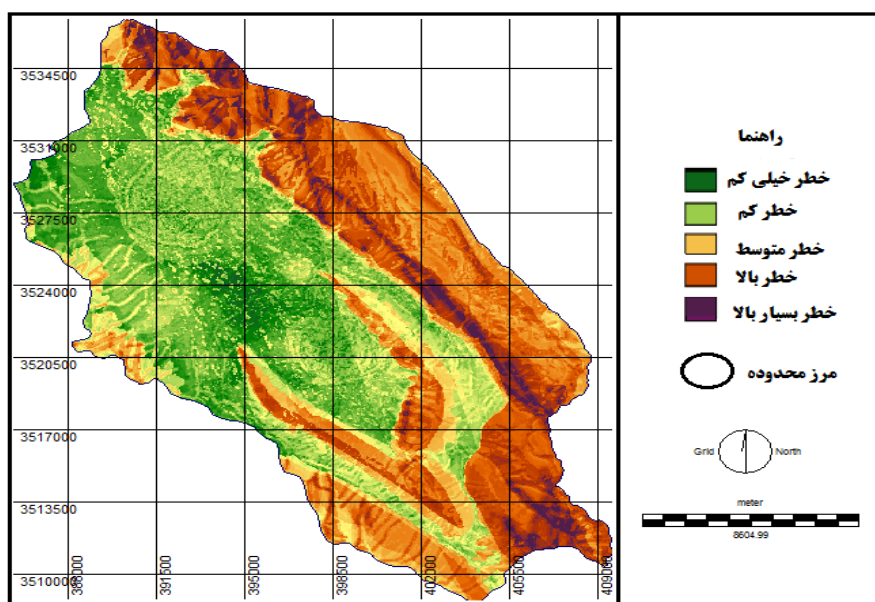 3534500
3531000
3527500
3524000
3520500
3517000
3513500
3510000
388000
391500
395000
398500
402000
405500
409000
راهنما
خطر خیلی کم
خطر کم
خطر متوسط
خطر بالا
خطر بسیار بالا
مرز محدوده
Grid North
meter
8604.99